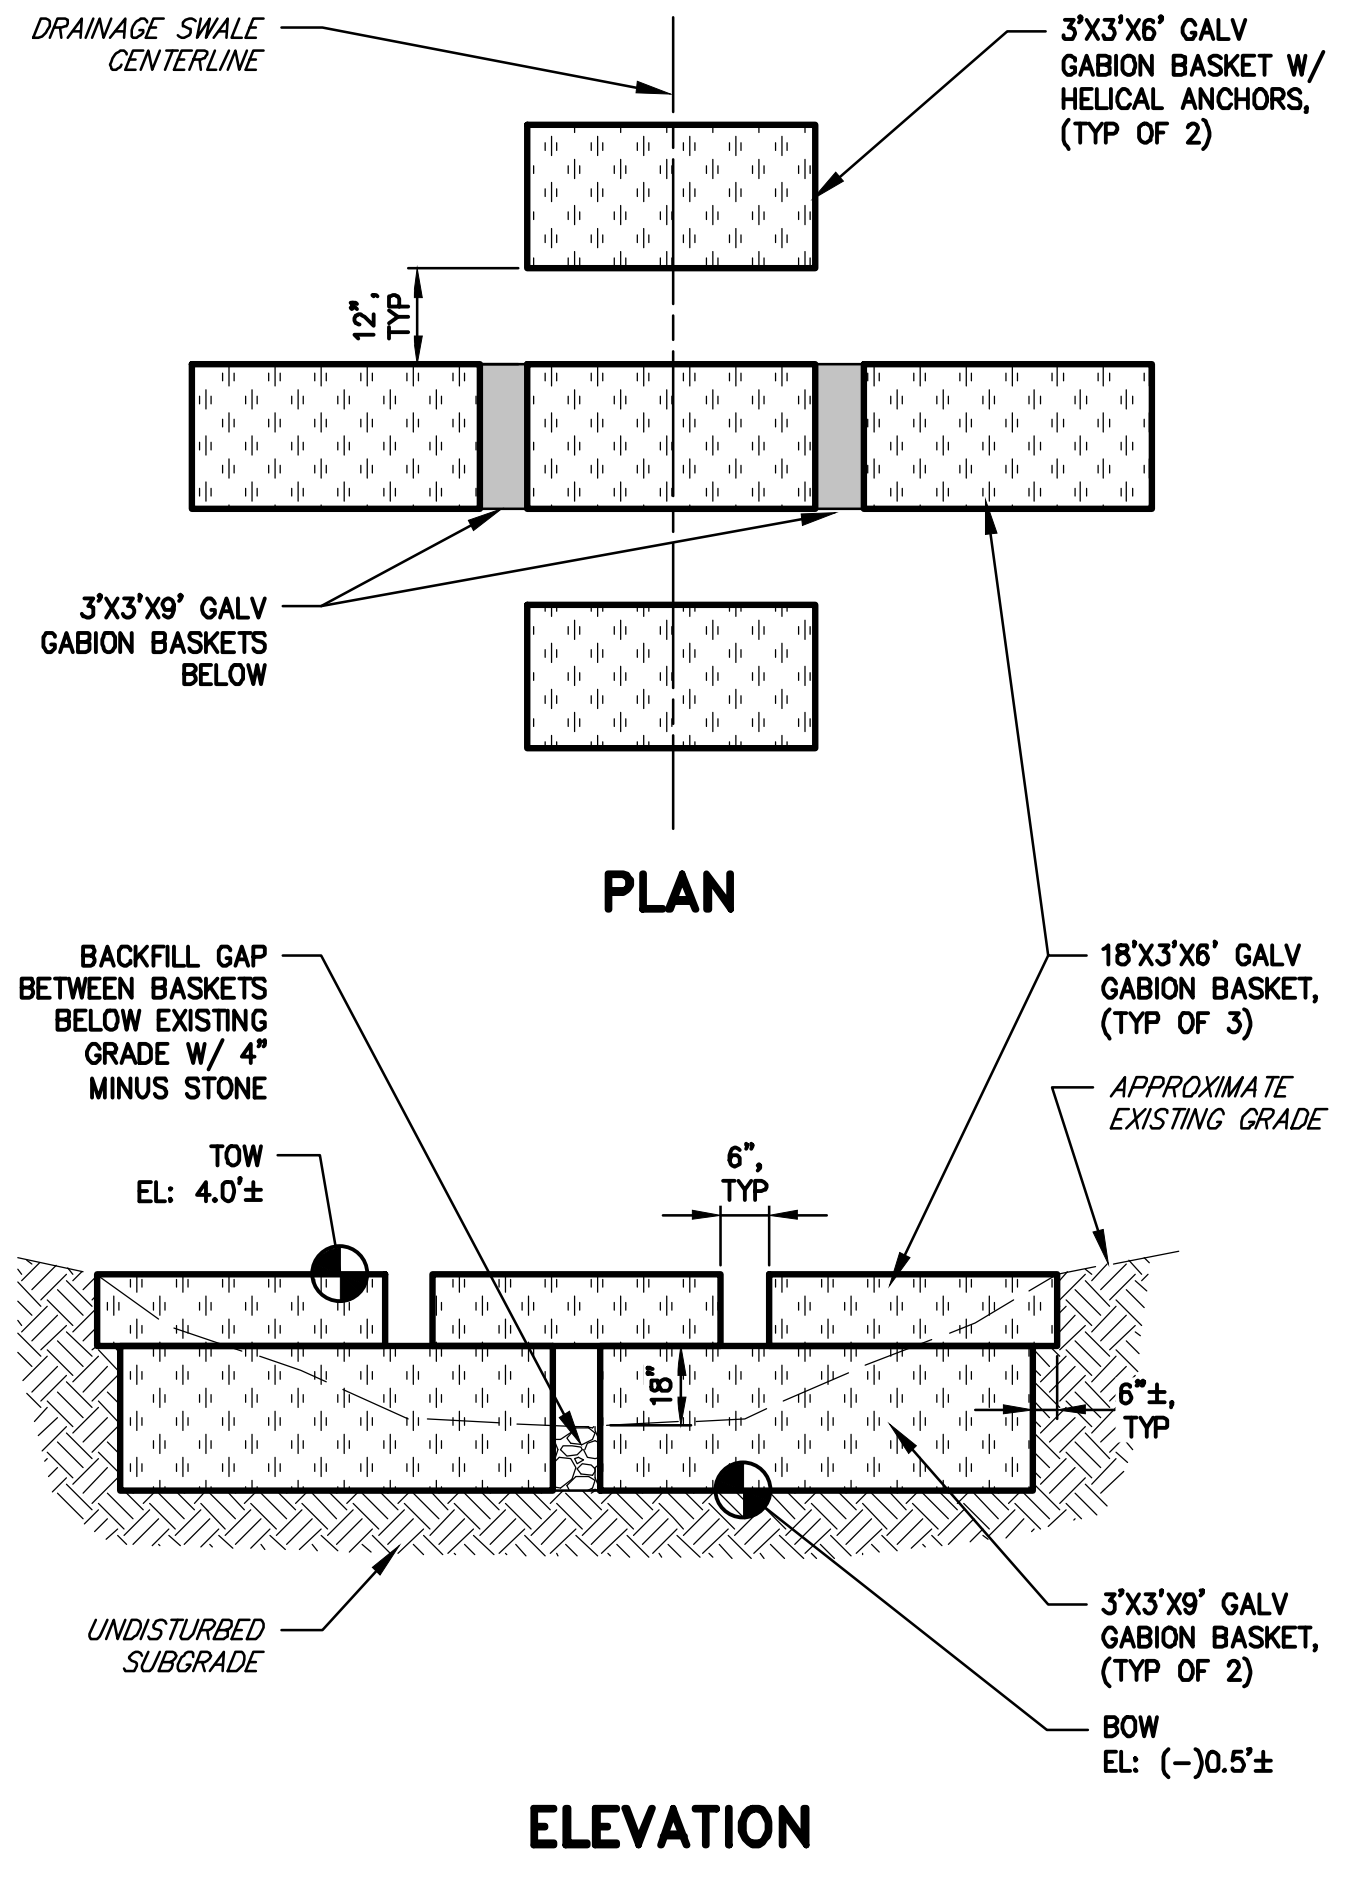 DRAINAGE SWALE
CENTERLINE
3'X3'X6' GALV
GABION BASKET W/
HELICAL ANCHORS,
(TYP OF 2)
12",
TYP
3'X3'X9' GALV
GABION BASKETS
BELOW
PLAN
BACKFILL GAP
BETWEEN BASKETS
BELOW EXISTING
GRADE W/ 4"
MINUS STONE
18'X3'X6' GALV
GABION BASKET,
(TYP OF 3)
APPROXIMATE
EXISTING GRADE
TOW
EL: 4.0'±
6",
TYP
18"
6"±,
TYP
UNDISTURBED
SUBGRADE
3'X3'X9' GALV
GABION BASKET,
(TYP OF 2)
BOW
EL: (-)0.5'±
ELEVATION